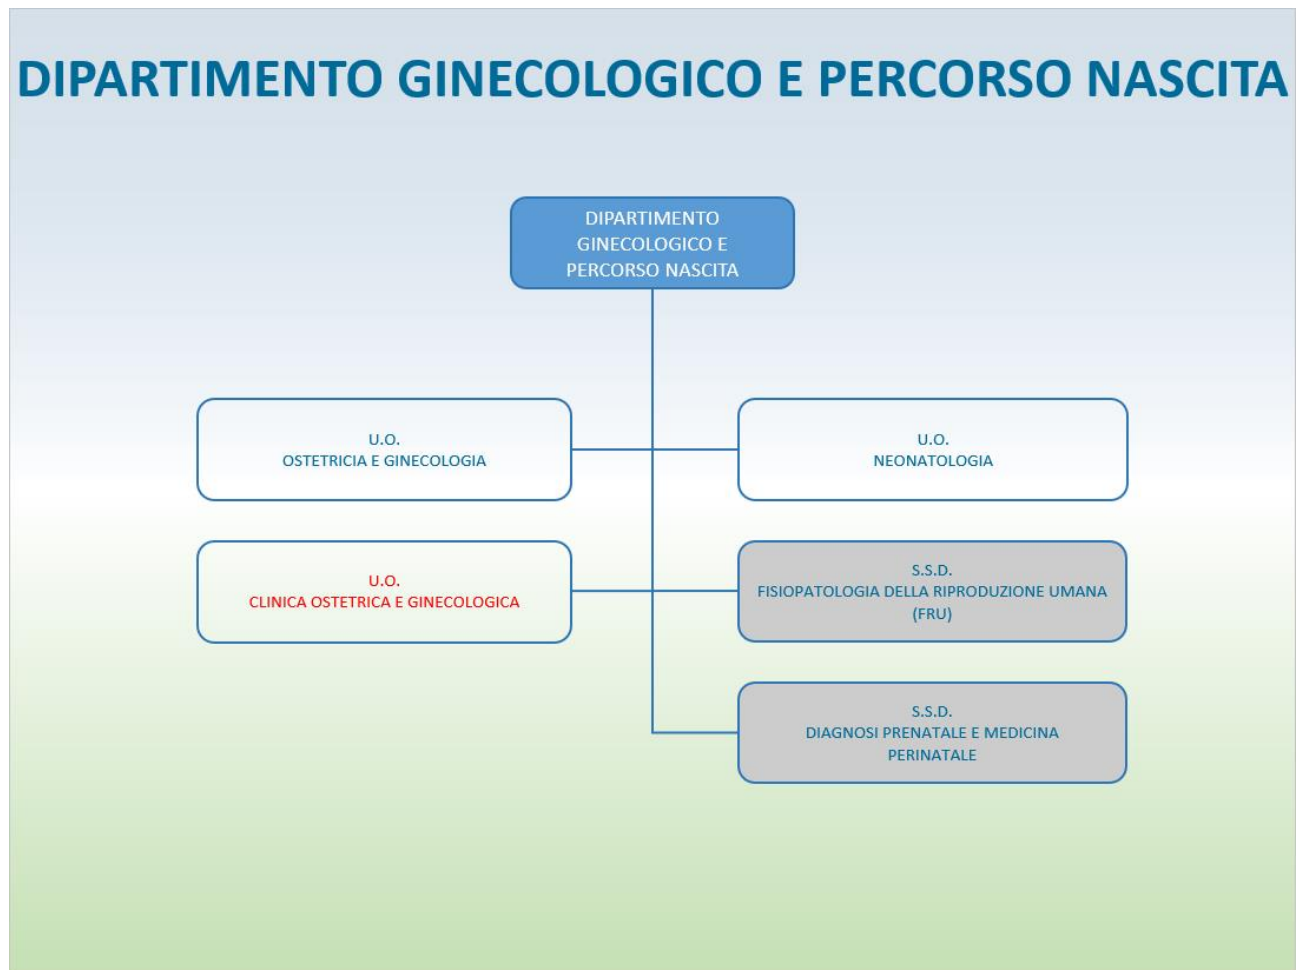 DIPARTIMENTO GINECOLOGICO E PERCORSO NASCITA
DIPARTIMENTO
GINECOLOGICO E
PERCORSO NASCITA
U.O.
OSTETRICIA E GINECOLOGIA
U.O.
NEONATOLOGIA
U.O.
CLINICA OSTETRICA E GINECOLOGICA
S.S.D.
FISIOPATOLOGIA DELLA RIPRODUZIONE UMANA
(FRU)
S.S.D.
DIAGNOSI PRENATALE E MEDICINA
PERINATALE